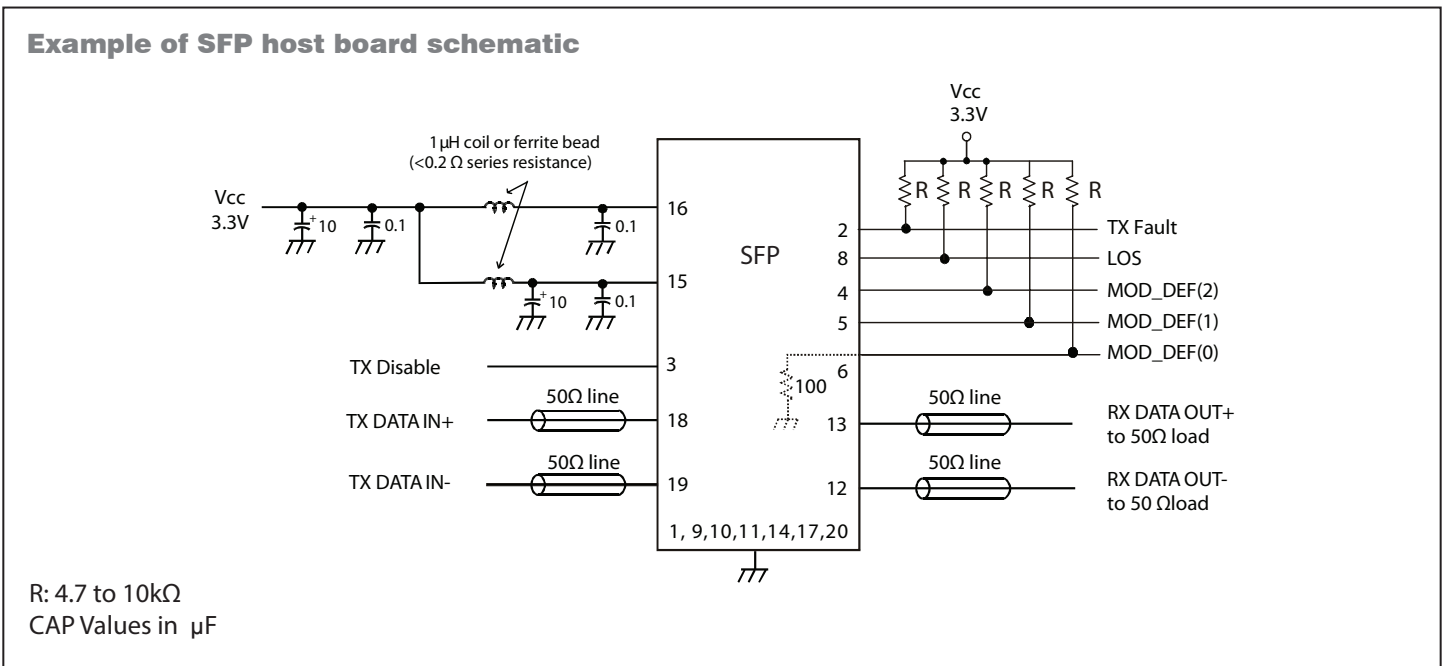 Example of SFP host board schematic
Vcc
3.3V
1µH coil or ferrite bead
(<0.2 Ω series resistance)
R
R
R
R
R
Vcc
3.3V
+
10
0.1
0.1
16
2
TX Fault
SFP
8
LOS
15
+
10
0.1
4
MOD_DEF(2)
5
MOD_DEF(1)
MOD_DEF(0)
TX Disable
3
6
100
50Ω line
50Ω line
TX DATA IN+
18
13
RX DATA OUT+
to 50Ω load
50Ω line
50Ω line
TX DATA IN-
19
12
RX DATA OUT-
to 50 Ωload
1, 9,10,11,14,17,20
R: 4.7 to 10kΩ
CAP Values in µF